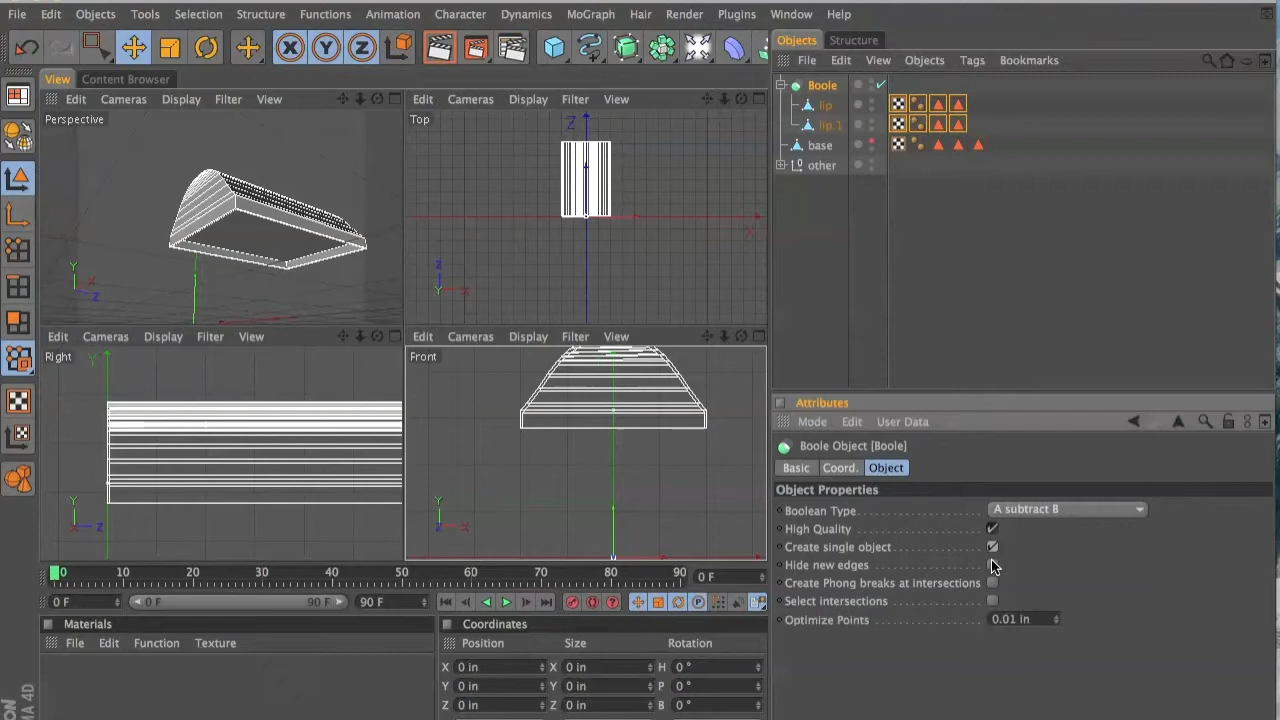 File Edit Objects Tools Selection Structure Functions Animation Character Dynamics MoGraph Hair Render Plugins Window Help
X Y Z
Objects Structure
File Edit View Objects Tags Bookmarks
View Content Browser
Edit Cameras Display Filter View
Edit Cameras Display Filter View
Perspective
Top
Boole
lip
lip.1
base
other
Z
Y
X
Z
X
Z
Y
X
Edit Cameras Display Filter View
Edit Cameras Display Filter View
Right
Y
Front
Y
Z
Y
Z
X
Attributes
Mode Edit User Data
Boole Object [Boole]
Basic Coord. Object
Object Properties
Boolean Type A subtract B
High Quality
Create single object
Hide new edges
Create Phong breaks at intersections
Select intersections
Optimize Points 0.01 in
0 10 20 30 40 50 60 70 80 90 0 F
0 F 0 F 90 F 90 F
P
Materials
File Edit Function Texture
Coordinates
Position Size Rotation
X 0 in X 0 in H 0 °
Y 0 in Y 0 in P 0 °
Z 0 in Z 0 in B 0 °
ON
MA 4D